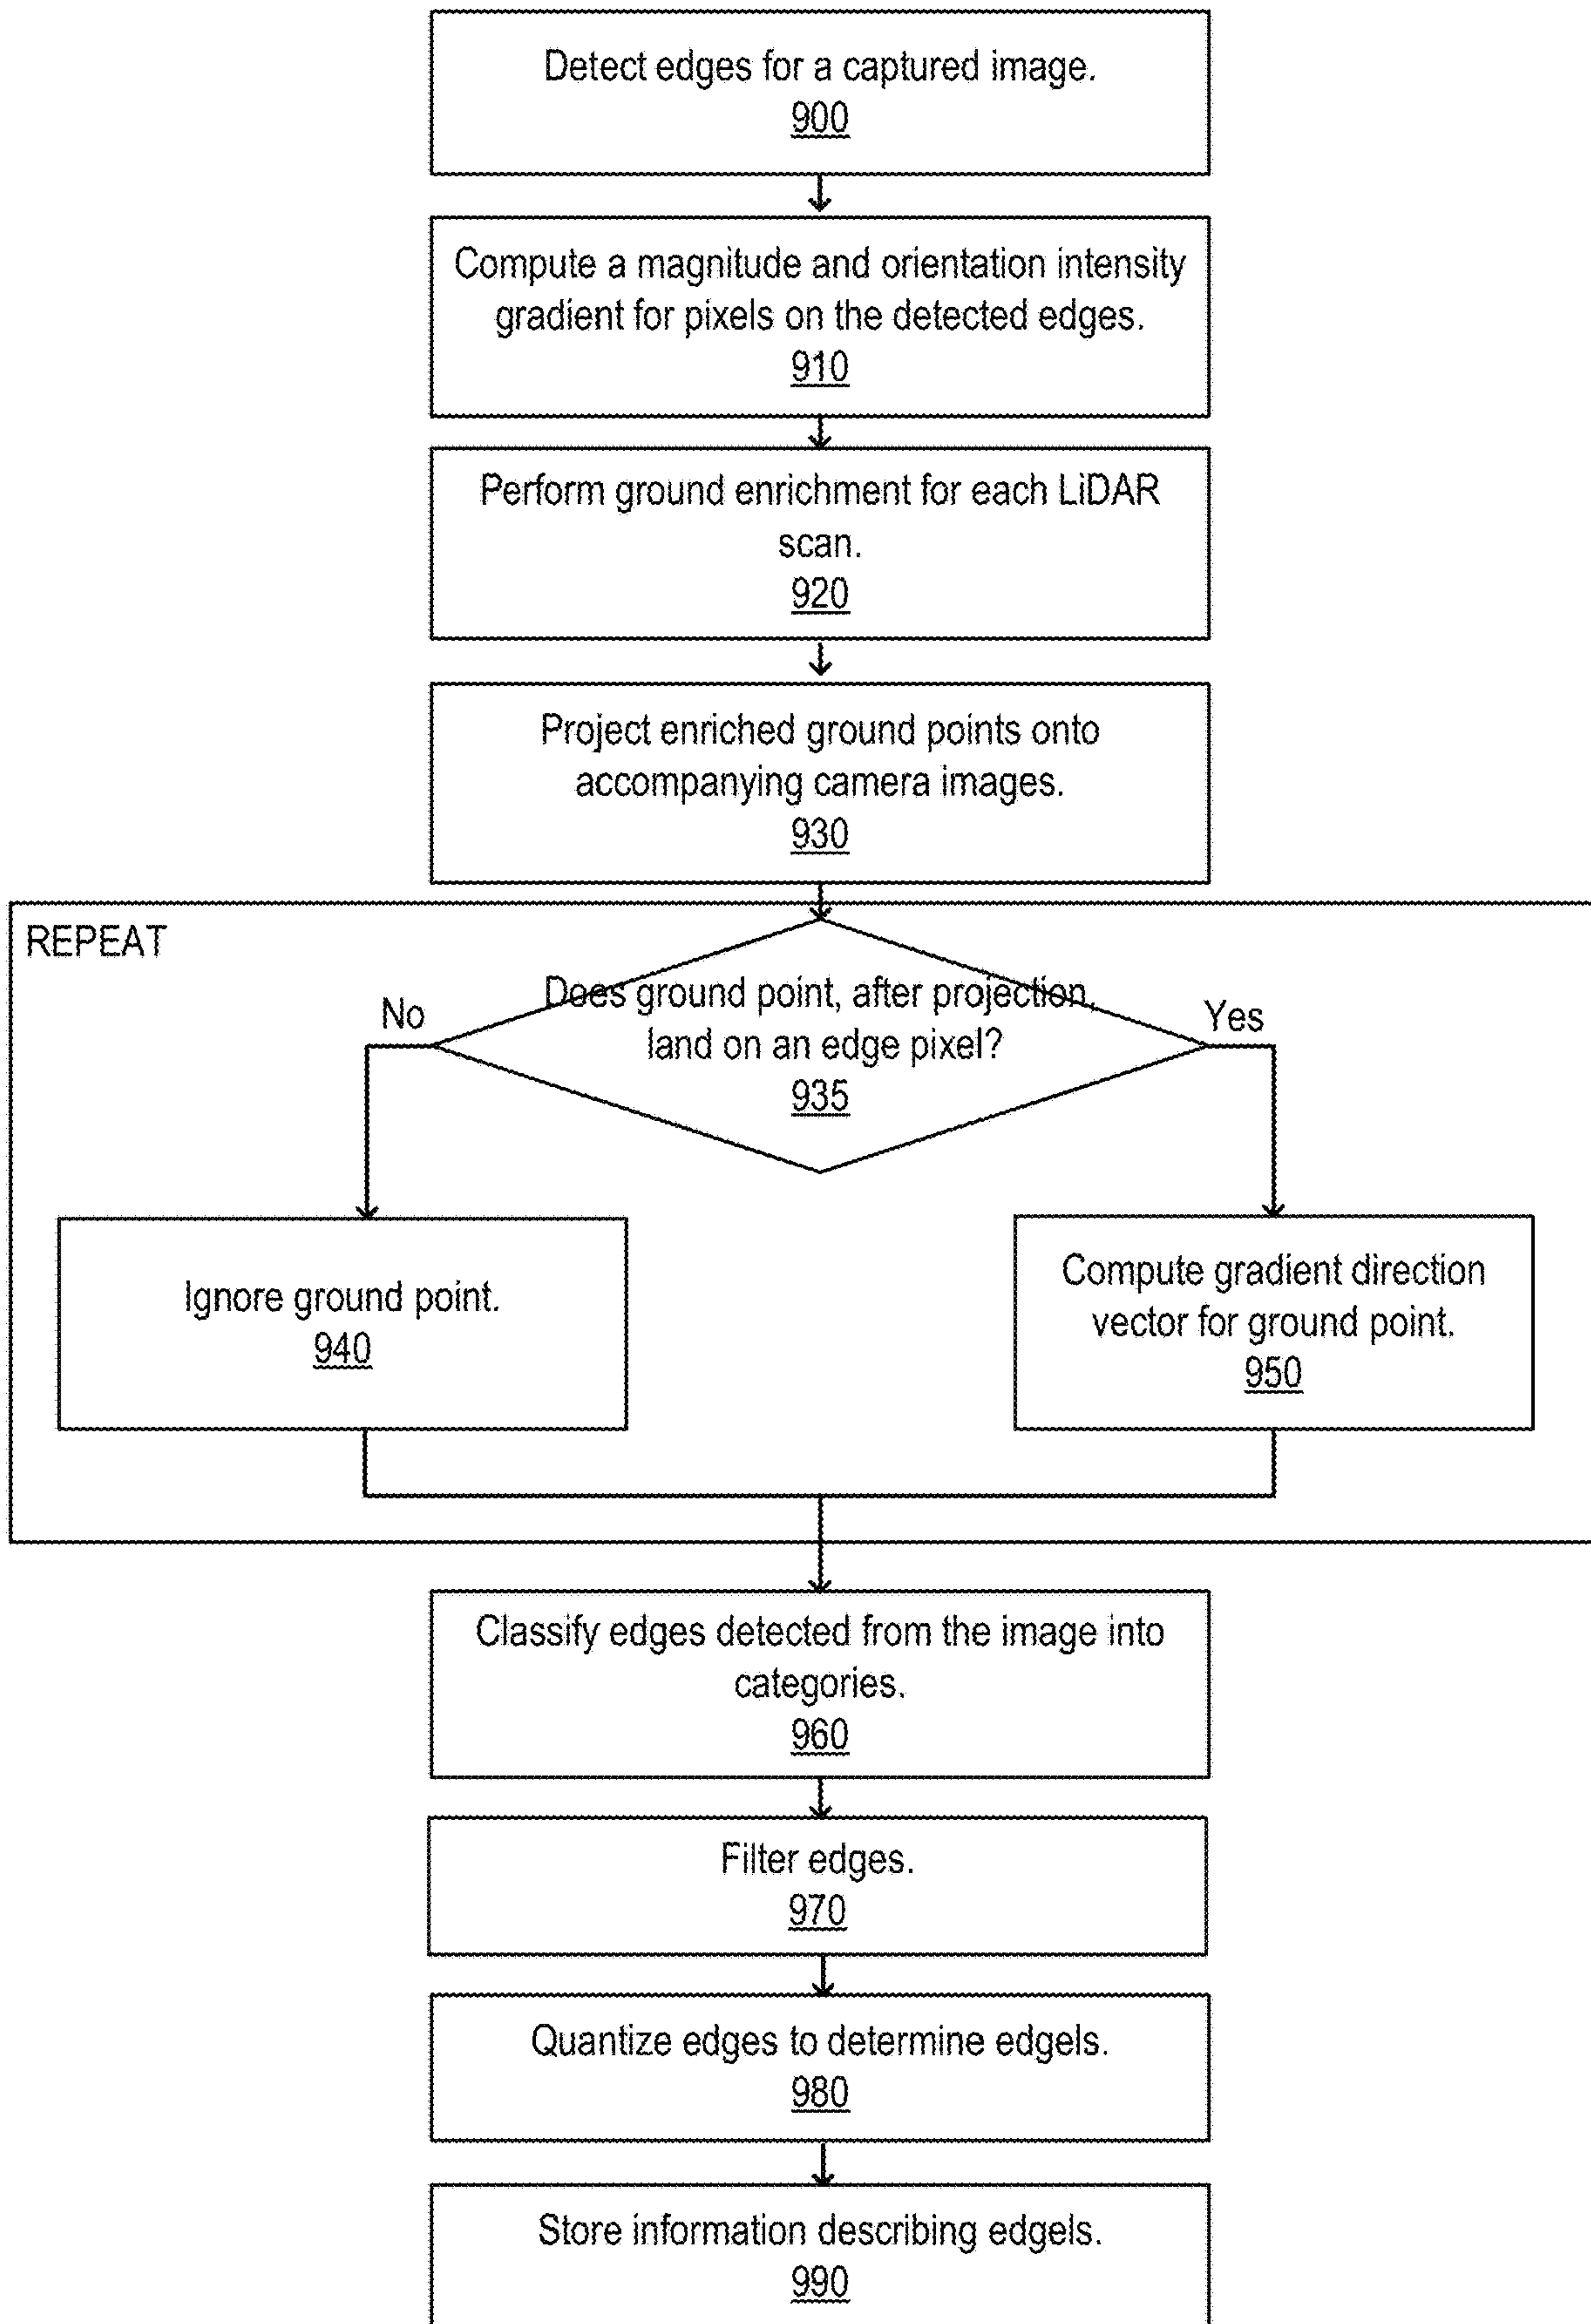 Detect edges for a captured image.
900
Compute a magnitude and orientation intensity
gradient for pixels on the detected edges.
910
Perform ground enrichment for each LiDAR
scan.
920
Project enriched ground points onto
accompanying camera images.
930
REPEAT
Does ground point, after projection,
land on an edge pixel?
935
No
Yes
Ignore ground point.
940
Compute gradient direction
vector for ground point.
950
Classify edges detected from the image into
categories.
960
Filter edges.
970
Quantize edges to determine edgels.
980
Store information describing edgels.
990